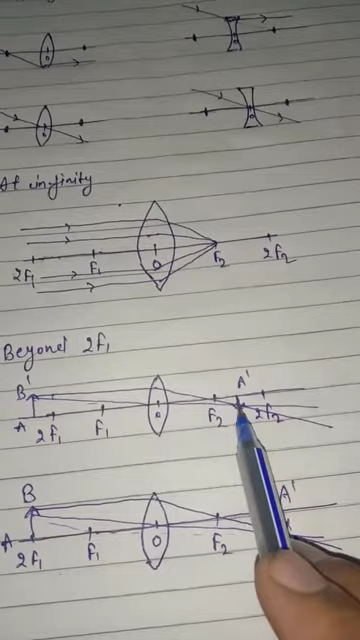 O
O
O
O
At infinity
2F₁ F₁ O F₂ 2F₂
Beyond 2F₁
B' A'
A 2F₁ F₁ O F₂ 2F₂
B A'
A 2F₁ F₁ O F₂